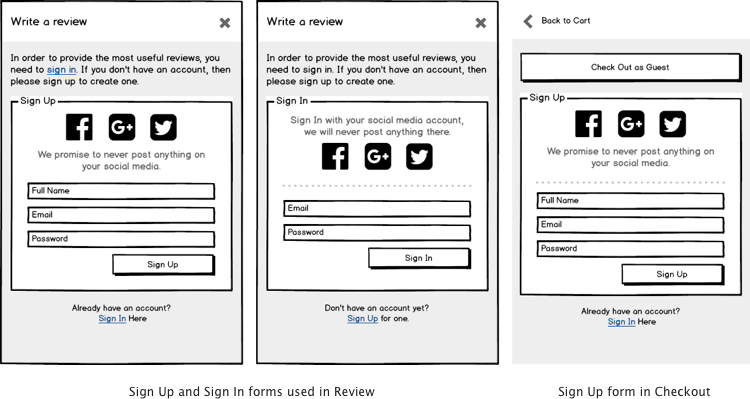 Write a review
In order to provide the most useful reviews, you
need to sign in. If you don't have an account, then
please sign up to create one.
Sign Up
We promise to never post anything on
your social media.
Full Name
Email
Password
Sign Up
Already have an account?
Sign In Here
Write a review
In order to provide the most useful reviews, you
need to sign in. If you don't have an account, then
please sign up to create one.
Sign In
Sign in with your social media account,
we will never post anything there.
Email
Password
Sign In
Don't have an account yet?
Sign Up for one.
Sign Up and Sign In forms used in Review
Back to Cart
Check Out as Guest
Sign Up
We promise to never post anything on
your social media.
Full Name
Email
Password
Sign Up
Already have an account?
Sign In Here
Sign Up form in Checkout